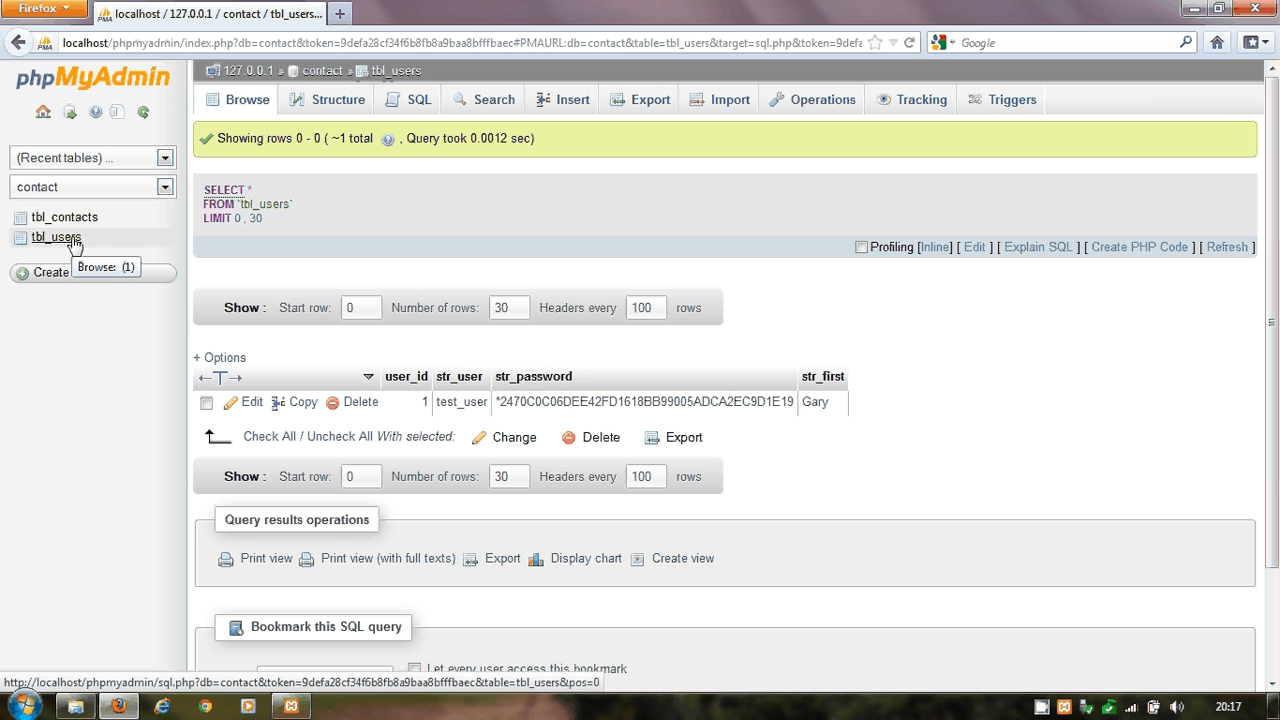 Firefox
localhost / 127.0.0.1 / contact / tbl_users...
localhost/phpmyadmin/index.php?db=contact&token=9defa28cf34f6b8fb8a9baa8bfffbaec#PMAURL:db=contact&table=tbl_users&target=sql.php&token=9defa
Google
phpMyAdmin
127.0.0.1 » contact » tbl_users
Browse Structure SQL Search Insert Export Import Operations Tracking Triggers
Showing rows 0 - 0 ( ~1 total , Query took 0.0012 sec)
(Recent tables) ...
contact
tbl_contacts
tbl_users
Browse: (1)
Create
SELECT *
FROM `tbl_users`
LIMIT 0 , 30
Profiling [Inline] [ Edit ] [ Explain SQL ] [ Create PHP Code ] [ Refresh ]
Show : Start row: 0 Number of rows: 30 Headers every 100 rows
+ Options
←T→ user_id str_user str_password str_first
Edit Copy Delete 1 test_user *2470C0C06DEE42FD1618BB99005ADCA2EC9D1E19 Gary
Check All / Uncheck All With selected: Change Delete Export
Show : Start row: 0 Number of rows: 30 Headers every 100 rows
Query results operations
Print view Print view (with full texts) Export Display chart Create view
Bookmark this SQL query
Let every user access this bookmark
http://localhost/phpmyadmin/sql.php?db=contact&token=9defa28cf34f6b8fb8a9baa8bfffbaec&table=tbl_users&pos=0
20:17